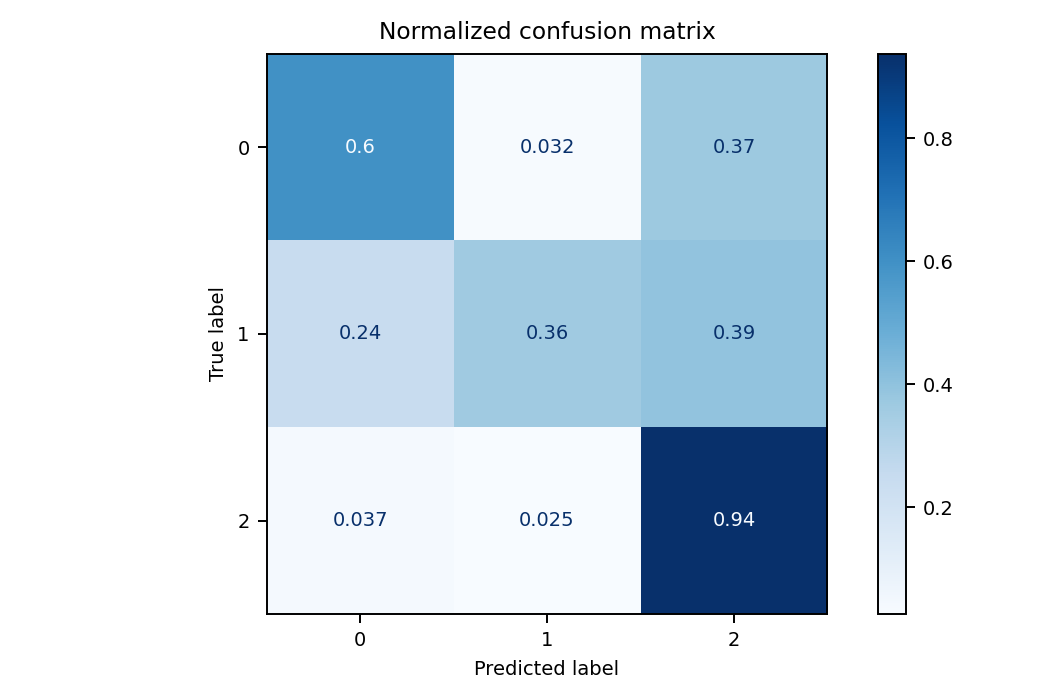 Normalized confusion matrix
0 0.6 0.032 0.37
1 0.24 0.36 0.39
2 0.037 0.025 0.94
0 1 2
True label
Predicted label
0.8
0.6
0.4
0.2